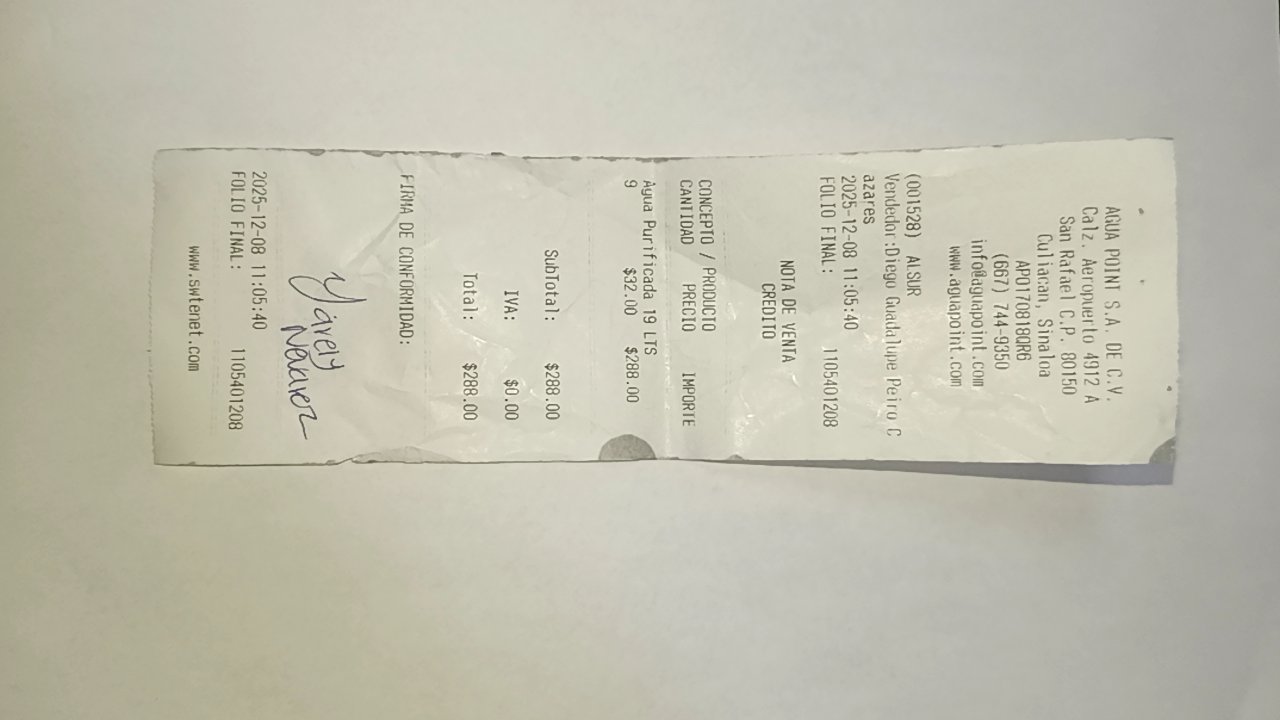 AGUA POINT S.A DE C.V.
Calz. Aeropuerto 4912 A
San Rafael C.P. 80150
Culiacan, Sinaloa
APO170818QR6
(667) 744-9350
info@aguapoint.com
www.aguapoint.com
(001528) ALSUR
Vendedor:Diego Guadalupe Peiro C
azares
2025-12-08 11:05:40
FOLIO FINAL: 1105401208
NOTA DE VENTA
CREDITO
CONCEPTO / PRODUCTO
CANTIDAD PRECIO IMPORTE
Agua Purificada 19 LTS
9 $32.00 $288.00
SubTotal: $288.00
IVA: $0.00
Total: $288.00
FIRMA DE CONFORMIDAD:
Yarely
2025-12-08 11:05:40
FOLIO FINAL: 1105401208
www.swtenet.com